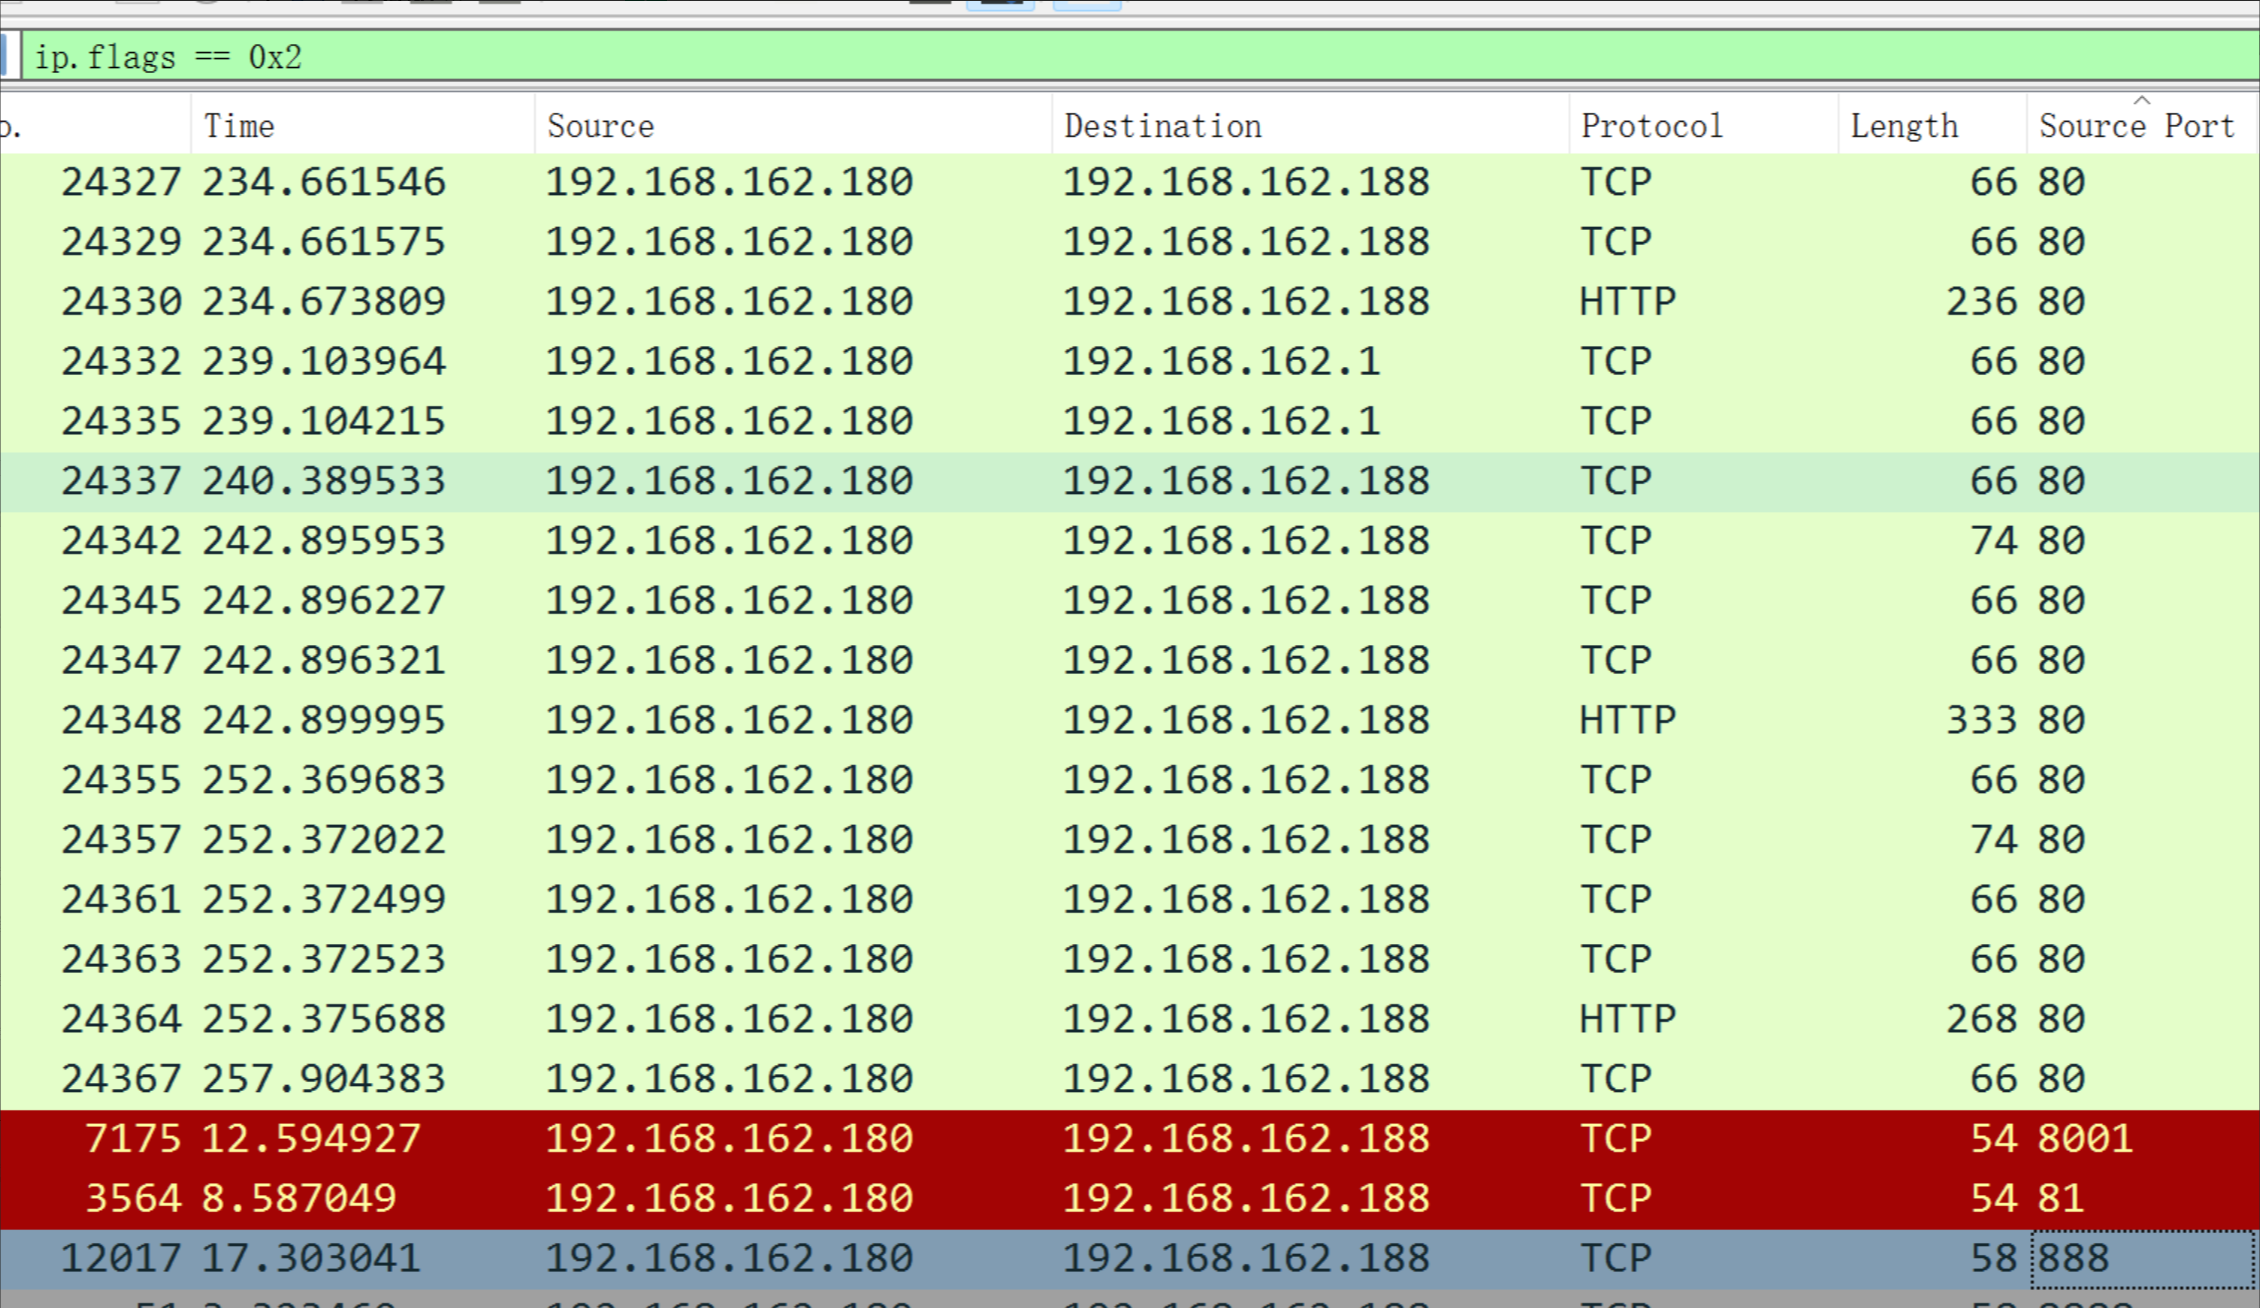 ip.flags == 0x2
o. Time Source Destination Protocol Length Source Port
24327 234.661546 192.168.162.180 192.168.162.188 TCP 66 80
24329 234.661575 192.168.162.180 192.168.162.188 TCP 66 80
24330 234.673809 192.168.162.180 192.168.162.188 HTTP 236 80
24332 239.103964 192.168.162.180 192.168.162.1 TCP 66 80
24335 239.104215 192.168.162.180 192.168.162.1 TCP 66 80
24337 240.389533 192.168.162.180 192.168.162.188 TCP 66 80
24342 242.895953 192.168.162.180 192.168.162.188 TCP 74 80
24345 242.896227 192.168.162.180 192.168.162.188 TCP 66 80
24347 242.896321 192.168.162.180 192.168.162.188 TCP 66 80
24348 242.899995 192.168.162.180 192.168.162.188 HTTP 333 80
24355 252.369683 192.168.162.180 192.168.162.188 TCP 66 80
24357 252.372022 192.168.162.180 192.168.162.188 TCP 74 80
24361 252.372499 192.168.162.180 192.168.162.188 TCP 66 80
24363 252.372523 192.168.162.180 192.168.162.188 TCP 66 80
24364 252.375688 192.168.162.180 192.168.162.188 HTTP 268 80
24367 257.904383 192.168.162.180 192.168.162.188 TCP 66 80
7175 12.594927 192.168.162.180 192.168.162.188 TCP 54 8001
3564 8.587049 192.168.162.180 192.168.162.188 TCP 54 81
12017 17.303041 192.168.162.180 192.168.162.188 TCP 58 888